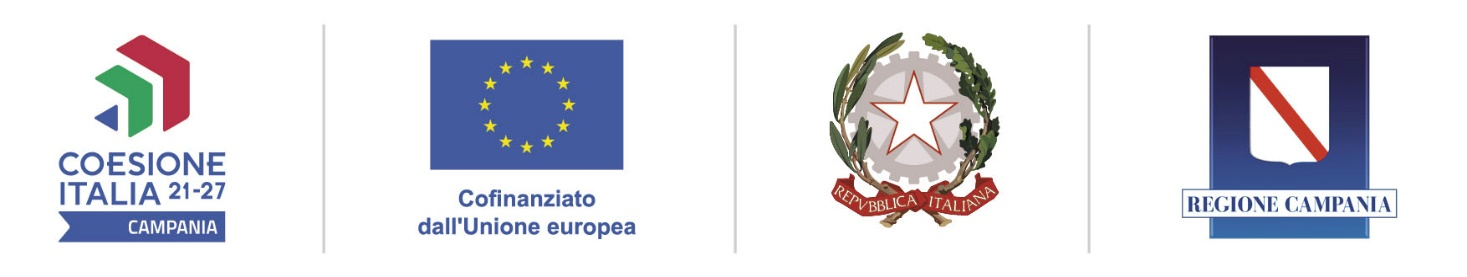 COESIONE
ITALIA 21-27
CAMPANIA
Cofinanziato
dall'Unione europea
REPVBBLICA ITALIANA
REGIONE CAMPANIA